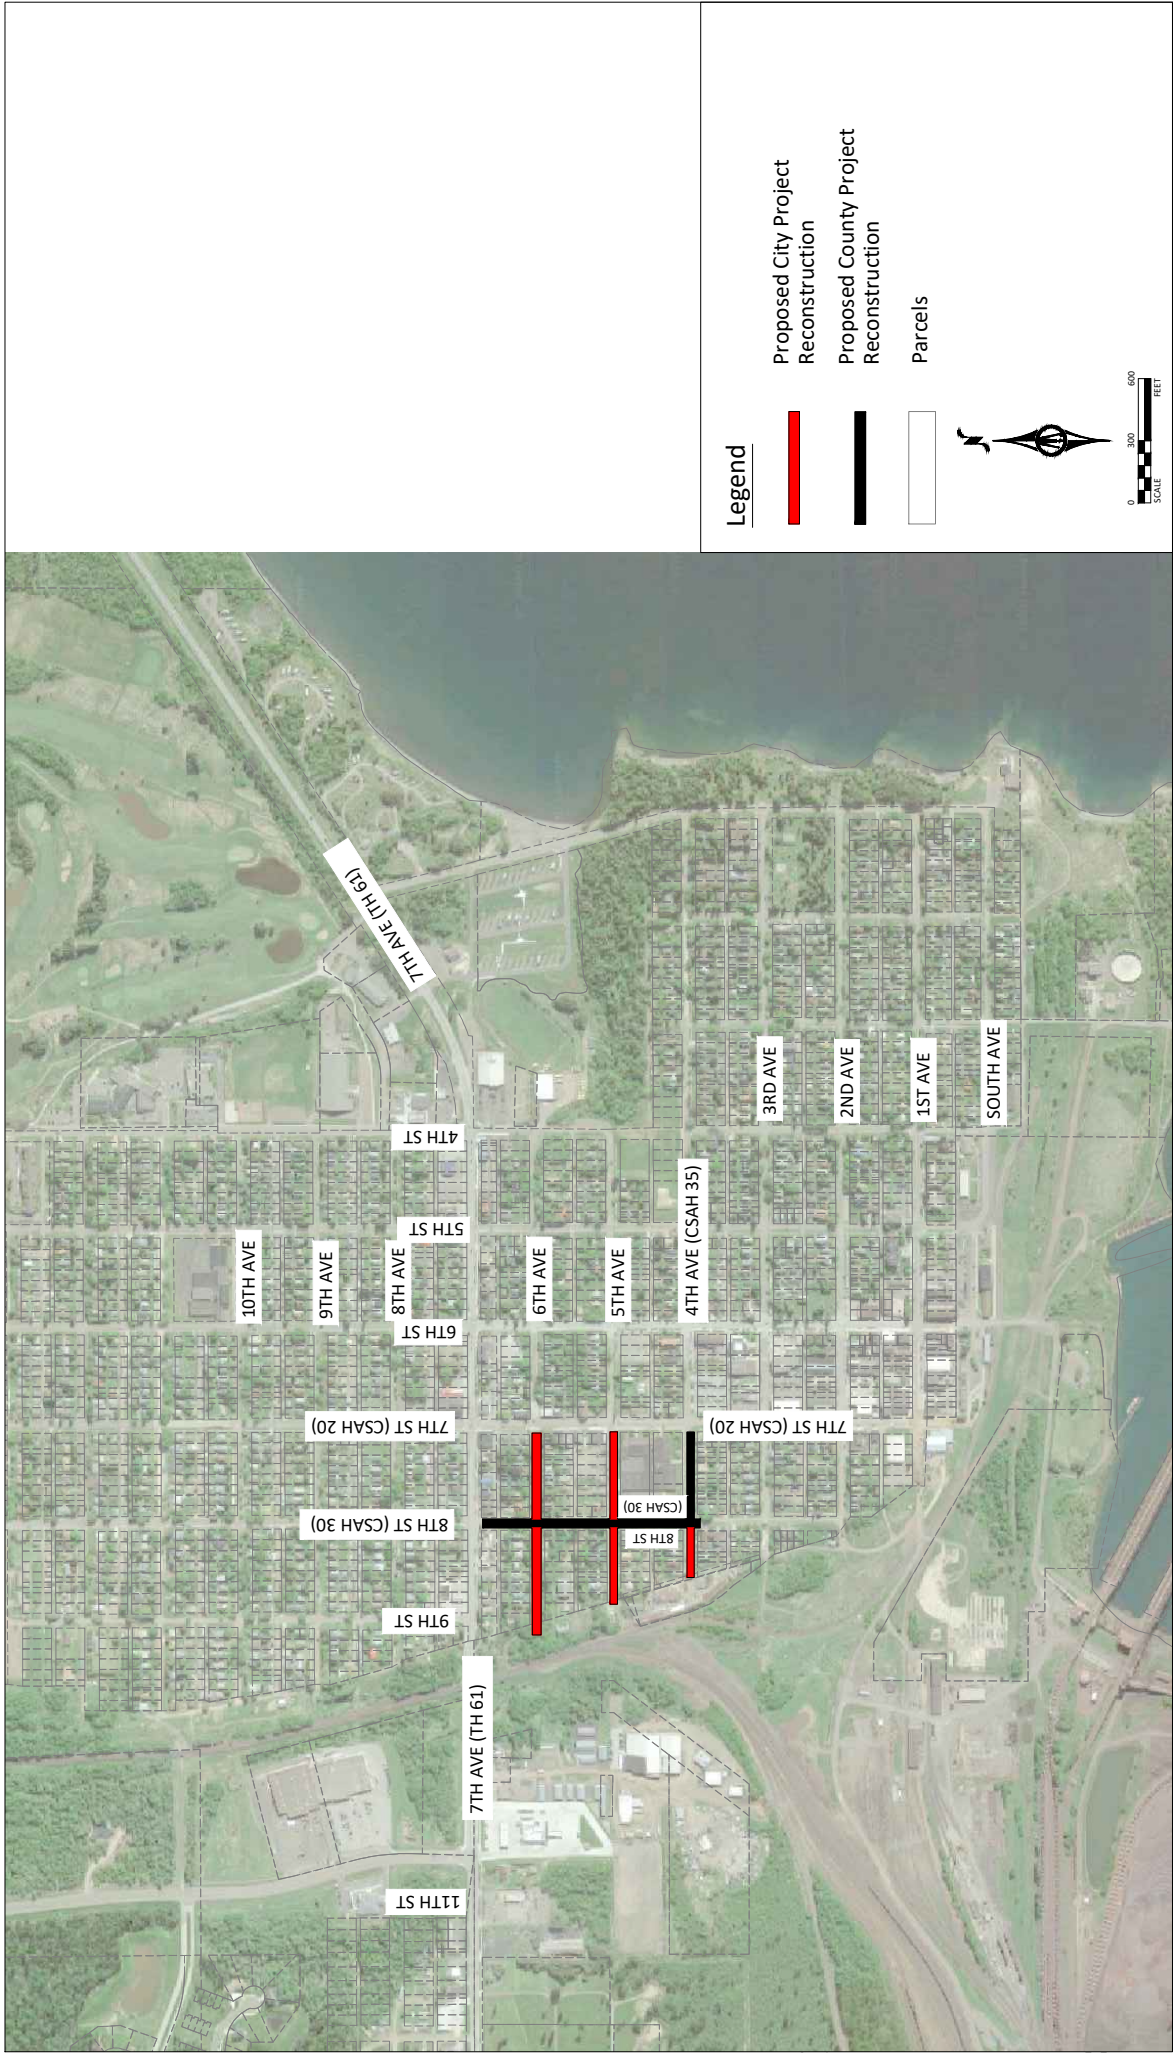 10TH AVE
9TH AVE
8TH AVE
7TH AVE (TH 61)
7TH AVE (TH 61)
6TH AVE
5TH AVE
4TH AVE (CSAH 35)
3RD AVE
2ND AVE
1ST AVE
SOUTH AVE
11TH ST
9TH ST
8TH ST (CSAH 30)
8TH ST
(CSAH 30)
7TH ST (CSAH 20)
7TH ST (CSAH 20)
6TH ST
5TH ST
4TH ST
Legend
Proposed City Project
Reconstruction
Proposed County Project
Reconstruction
Parcels
N
0
300
600
SCALE
FEET